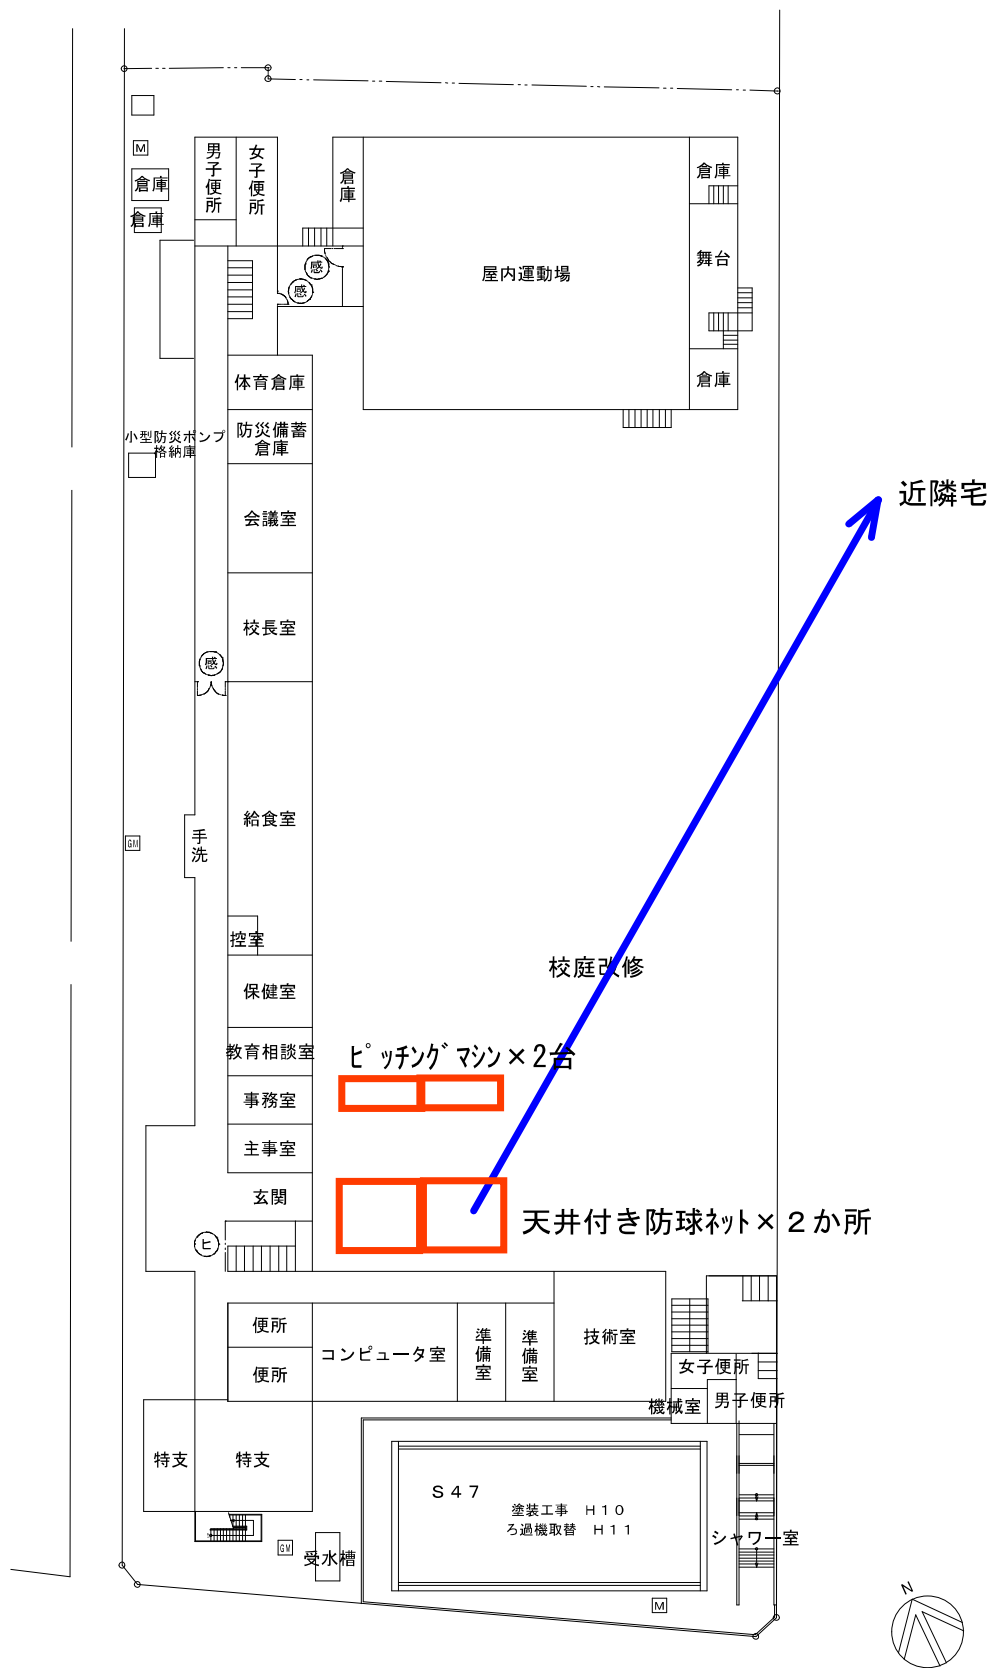 M
男子便所
女子便所
倉庫
倉庫
倉庫
倉庫
舞台
感
感
屋内運動場
倉庫
体育倉庫
防災備蓄
倉庫
小型防災ポンプ
格納庫
近隣宅
会議室
校長室
感
給食室
手洗
GM
控室
校庭改修
保健室
教育相談室
ﾋﾟｯﾁﾝｸﾞﾏｼﾝ×2台
事務室
主事室
玄関
天井付き防球ﾈｯﾄ×２か所
ヒ
便所
便所
コンピュータ室
準備室
準備室
技術室
女子便所
男子便所
機械室
特支
特支
Ｓ４７
塗装工事　Ｈ１０
ろ過機取替　Ｈ１１
シャワー室
GM
受水槽
M
N